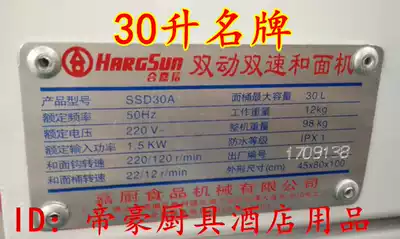 30升名牌
HARGSUN 双动双速和面机
合嘉信
产品型号 SSD30A 面桶最大容量 30 L
额定频率 50Hz 工作重量 12kg
额定电压 220 V~ 整机重量 98 kg
额定输入功率 1.5 KW 防水等级 IPX 1
和面钩转速 220/120 r/min 出厂编号 1709138
和面桶转速 22/12 r/min 外形尺寸(cm) 45x80x100
厨食品机械有限公司
ID: 帝豪厨具酒店用品